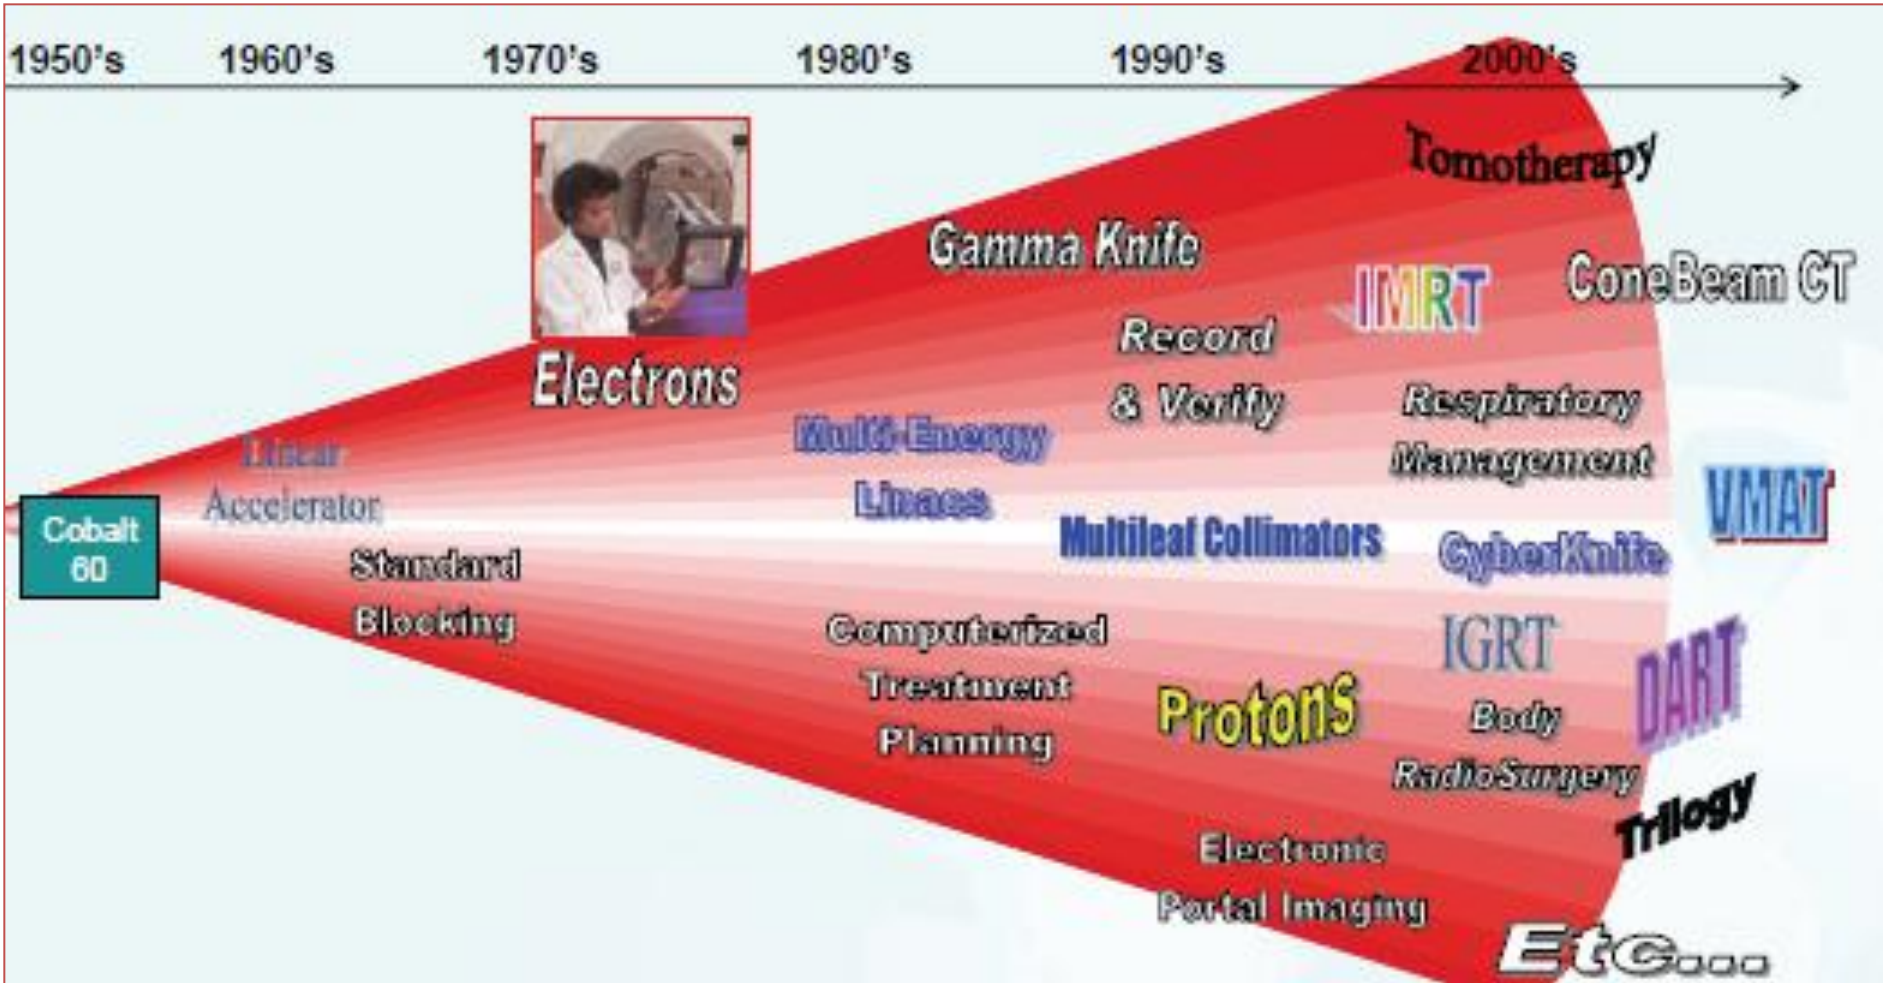 1950's 1960's 1970's 1980's 1990's 2000's
Tomotherapy
Gamma Knife
ConeBeam CT
IMRT
Record
& Verify
Electrons
Respiratory
Management
Multi-Energy
Linacs
Linear
Accelerator
VMAT
Cobalt
60
Multileaf Collimators
CyberKnife
Standard
Blocking
Computerized
Treatment
Planning
IGRT
DART
Protons
Body
RadioSurgery
Trilogy
Electronic
Portal Imaging
Etc...